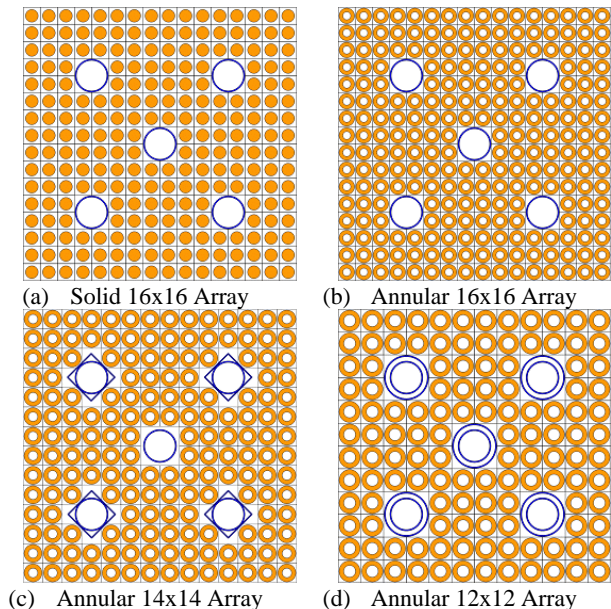 (a) Solid 16x16 Array
(b) Annular 16x16 Array
(c) Annular 14x14 Array
(d) Annular 12x12 Array